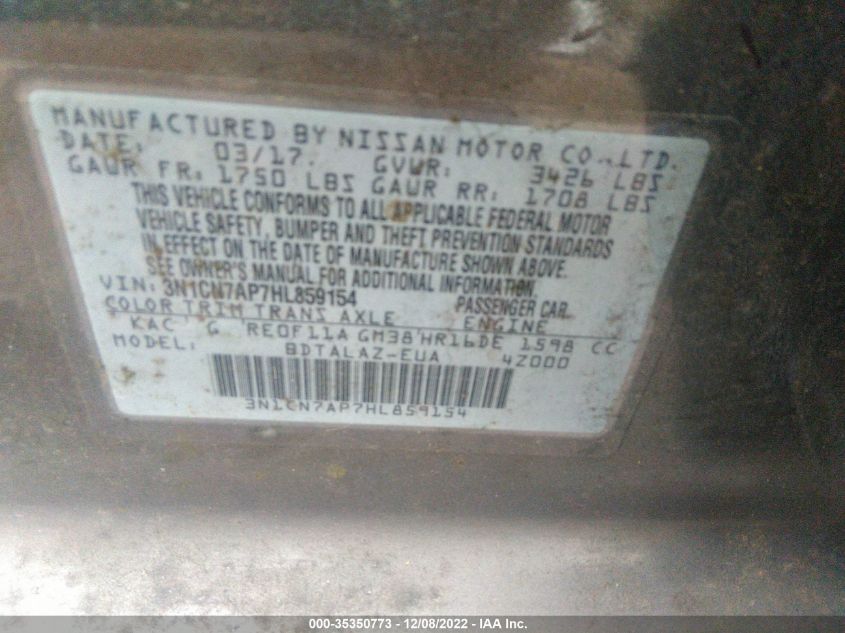 MANUFACTURED BY NISSAN MOTOR CO.,LTD.
DATE: 03/17 GVWR: 3426 LBS
GAWR FR: 1750 LBS GAWR RR: 1708 LBS
THIS VEHICLE CONFORMS TO ALL APPLICABLE FEDERAL MOTOR
VEHICLE SAFETY, BUMPER AND THEFT PREVENTION STANDARDS
IN EFFECT ON THE DATE OF MANUFACTURE SHOWN ABOVE.
SEE OWNER'S MANUAL FOR ADDITIONAL INFORMATION.
VIN: 3N1CN7AP7HL859154 PASSENGER CAR
COLOR TRIM TRANS AXLE ENGINE
KAC G RE0F11A GM38 HR16DE 1598 CC
MODEL: BDTALAZ-EUA 4Z000
3N1CN7AP7HL859154
000-35350773 - 12/08/2022 - IAA Inc.